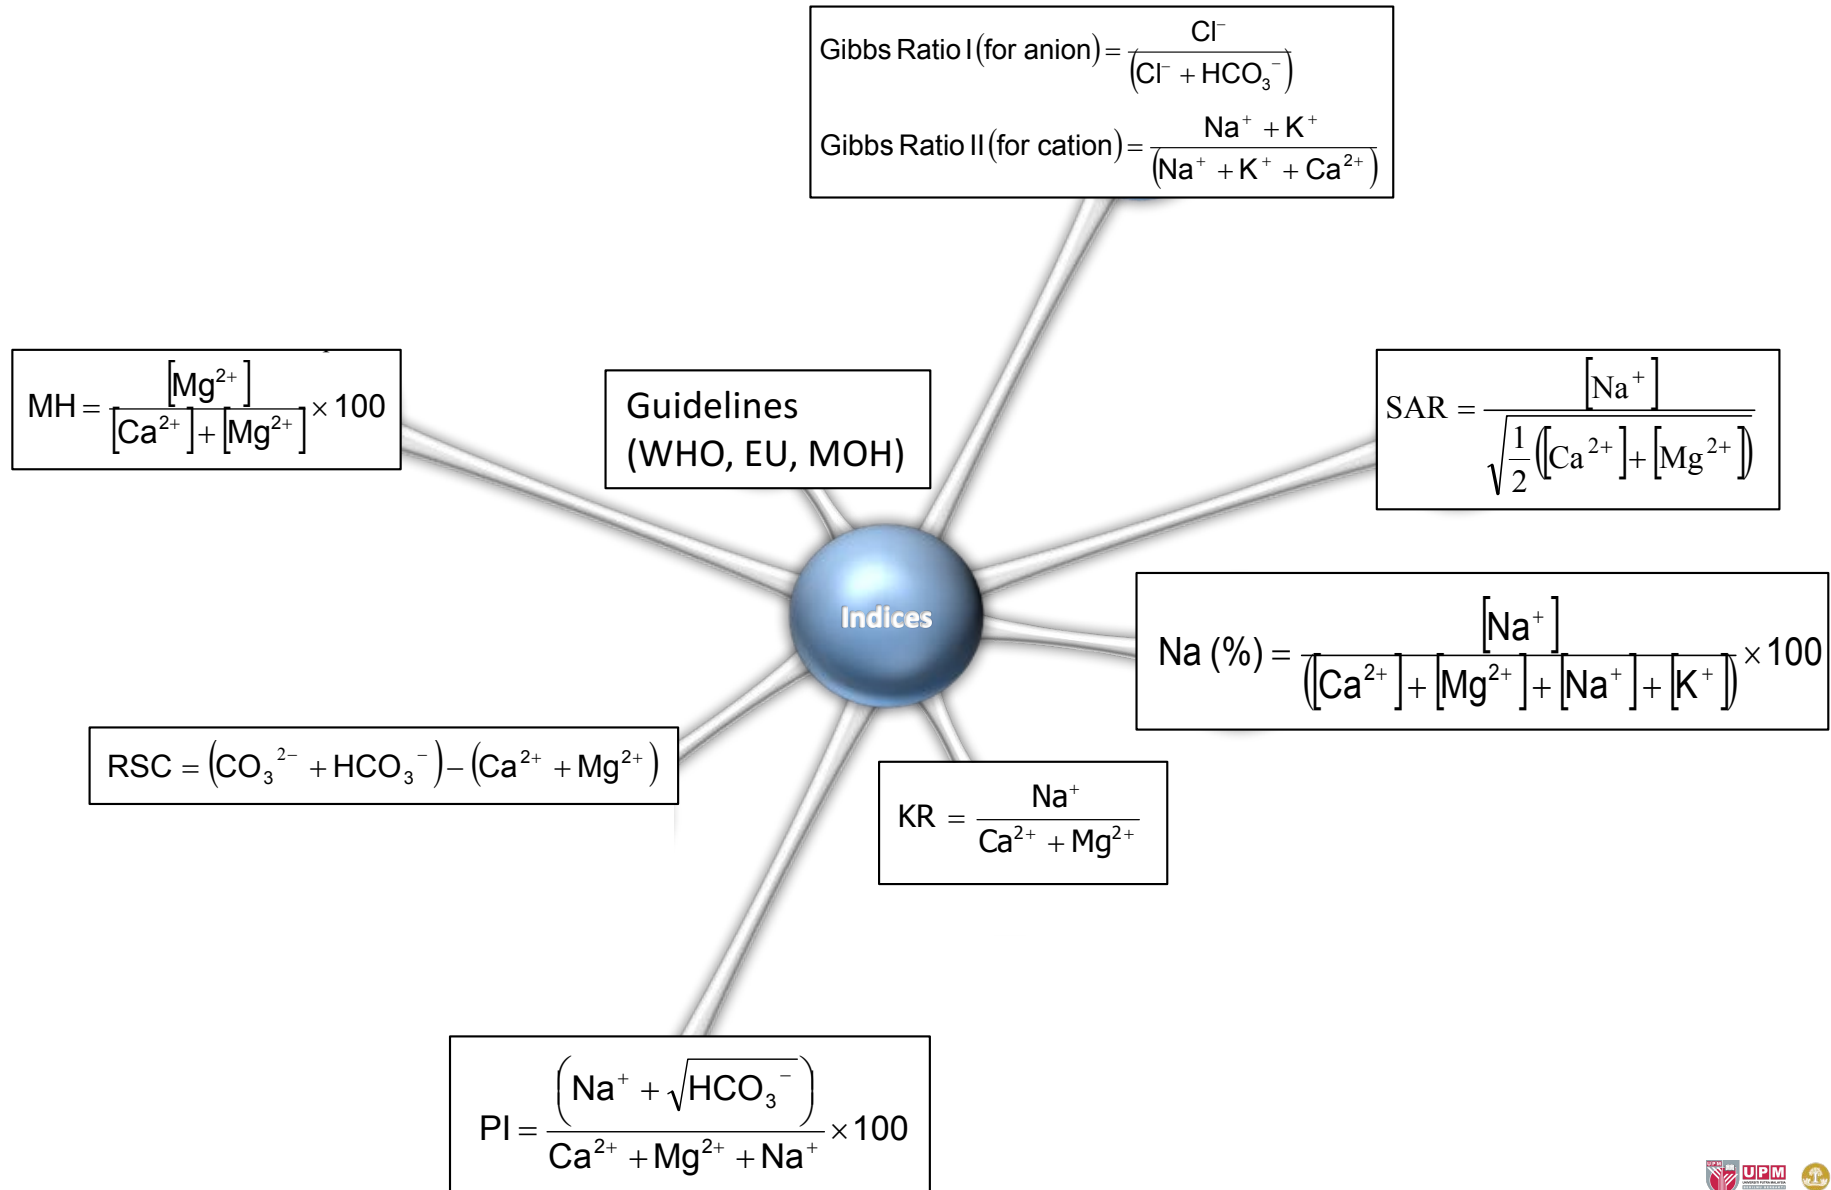 Gibbs Ratio I (for anion) = Cl⁻ / (Cl⁻ + HCO₃⁻)
Gibbs Ratio II (for cation) = Na⁺ + K⁺ / (Na⁺ + K⁺ + Ca²⁺)
MH = [Mg²⁺] / [Ca²⁺] + [Mg²⁺] × 100
Guidelines
(WHO, EU, MOH)
SAR = [Na⁺] / √½([Ca²⁺] + [Mg²⁺])
Indices
Na (%) = [Na⁺] / ([Ca²⁺] + [Mg²⁺] + [Na⁺] + [K⁺]) × 100
RSC = (CO₃²⁻ + HCO₃⁻) – (Ca²⁺ + Mg²⁺)
KR = Na⁺ / Ca²⁺ + Mg²⁺
PI = (Na⁺ + √HCO₃⁻) / Ca²⁺ + Mg²⁺ + Na⁺ × 100
UPM